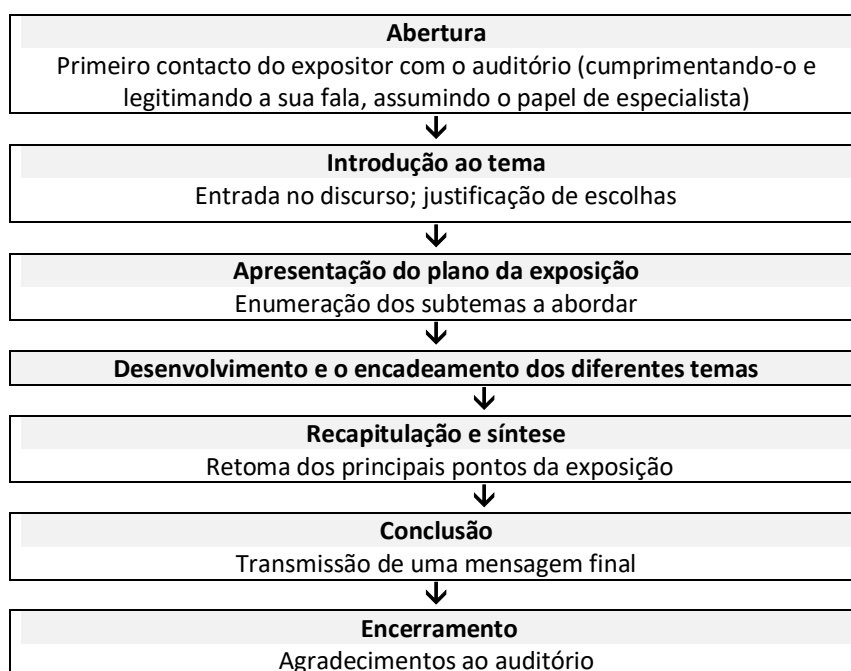 Abertura
Primeiro contacto do expositor com o auditório (cumprimentando-o e
legitimando a sua fala, assumindo o papel de especialista)
Introdução ao tema
Entrada no discurso; justificação de escolhas
Apresentação do plano da exposição
Enumeração dos subtemas a abordar
Desenvolvimento e o encadeamento dos diferentes temas
Recapitulação e síntese
Retoma dos principais pontos da exposição
Conclusão
Transmissão de uma mensagem final
Encerramento
Agradecimentos ao auditório